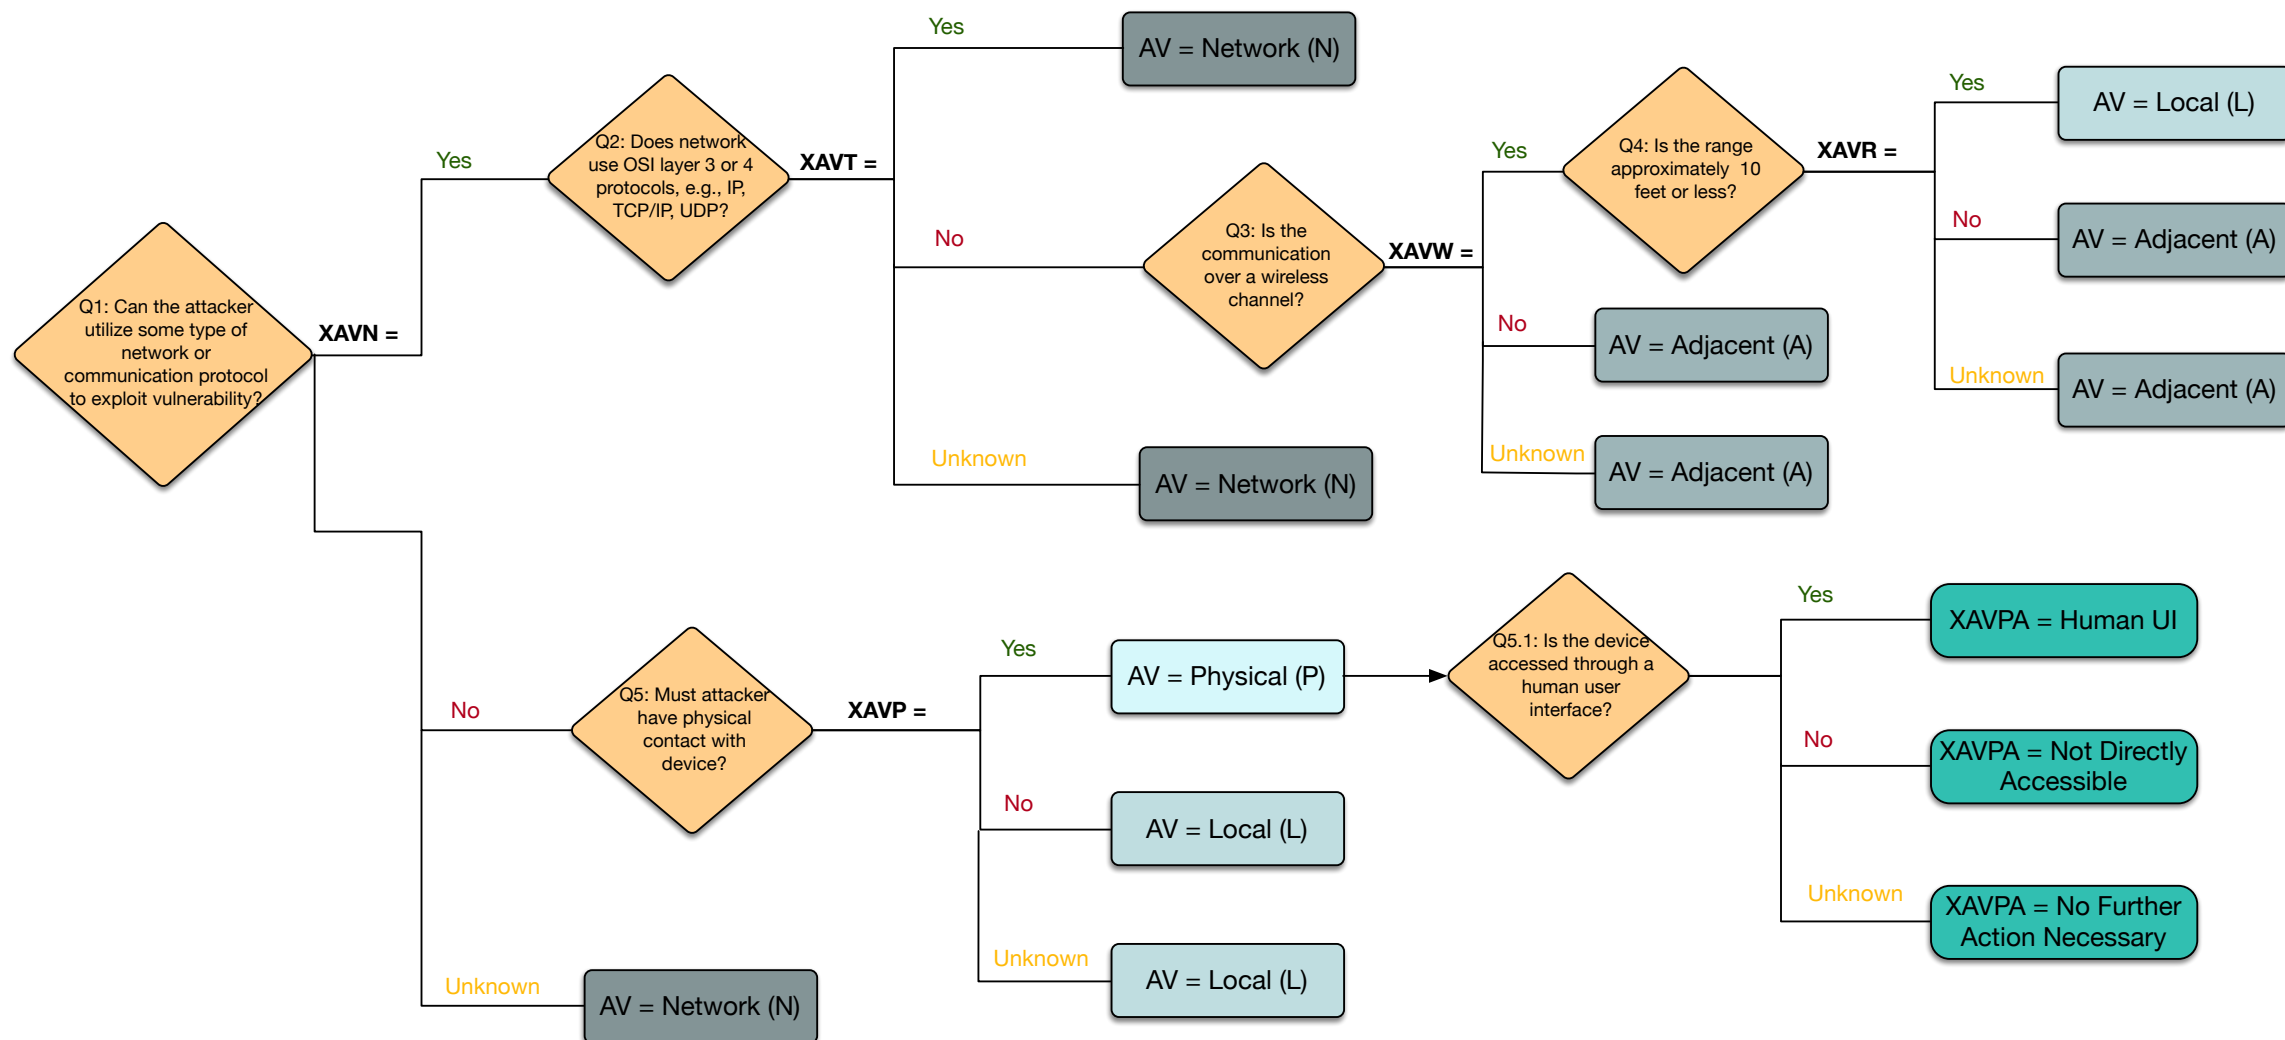 Q1: Can the attacker
utilize some type of
network or
communication protocol
to exploit vulnerability?
XAVN =
Yes
Q2: Does network
use OSI layer 3 or 4
protocols, e.g., IP,
TCP/IP, UDP?
XAVT =
Yes
AV = Network (N)
No
Q3: Is the
communication
over a wireless
channel?
XAVW =
Yes
Q4: Is the range
approximately 10
feet or less?
XAVR =
Yes
AV = Local (L)
No
AV = Adjacent (A)
Unknown
AV = Adjacent (A)
No
AV = Adjacent (A)
Unknown
AV = Adjacent (A)
Unknown
AV = Network (N)
No
Q5: Must attacker
have physical
contact with
device?
XAVP =
Yes
AV = Physical (P)
Q5.1: Is the device
accessed through a
human user
interface?
Yes
XAVPA = Human UI
No
XAVPA = Not Directly
Accessible
Unknown
XAVPA = No Further
Action Necessary
No
AV = Local (L)
Unknown
AV = Local (L)
Unknown
AV = Network (N)